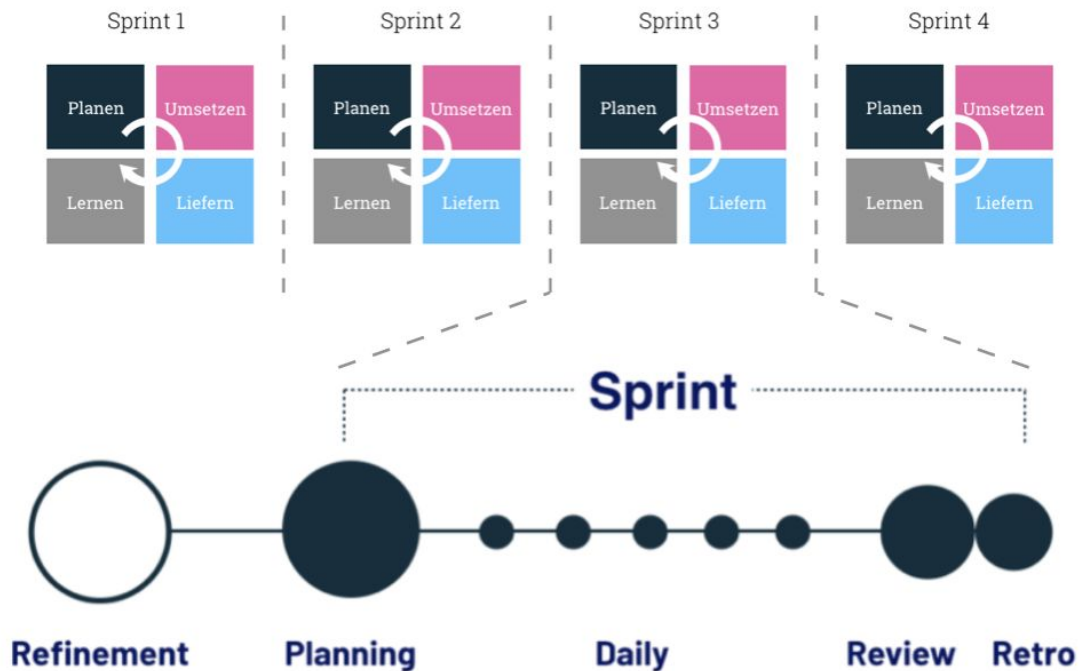 Sprint 1
Sprint 2
Sprint 3
Sprint 4
Planen
Umsetzen
Planen
Umsetzen
Planen
Umsetzen
Planen
Umsetzen
Lernen
Liefern
Lernen
Liefern
Lernen
Liefern
Lernen
Liefern
Sprint
Refinement
Planning
Daily
Review
Retro